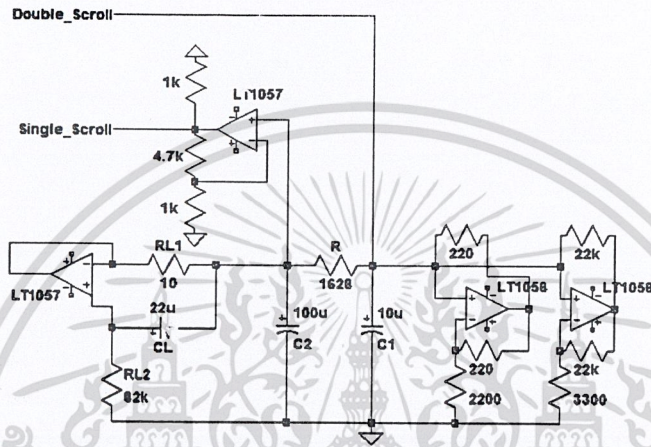 Double_Scroll
1k
LT1057
Single_Scroll
4.7k
1k
RL1
10
R
1628
220
22k
LT1057
22u
CL
100u
C2
10u
C1
LT1058
LT1058
RL2
82k
220
2200
22k
3300